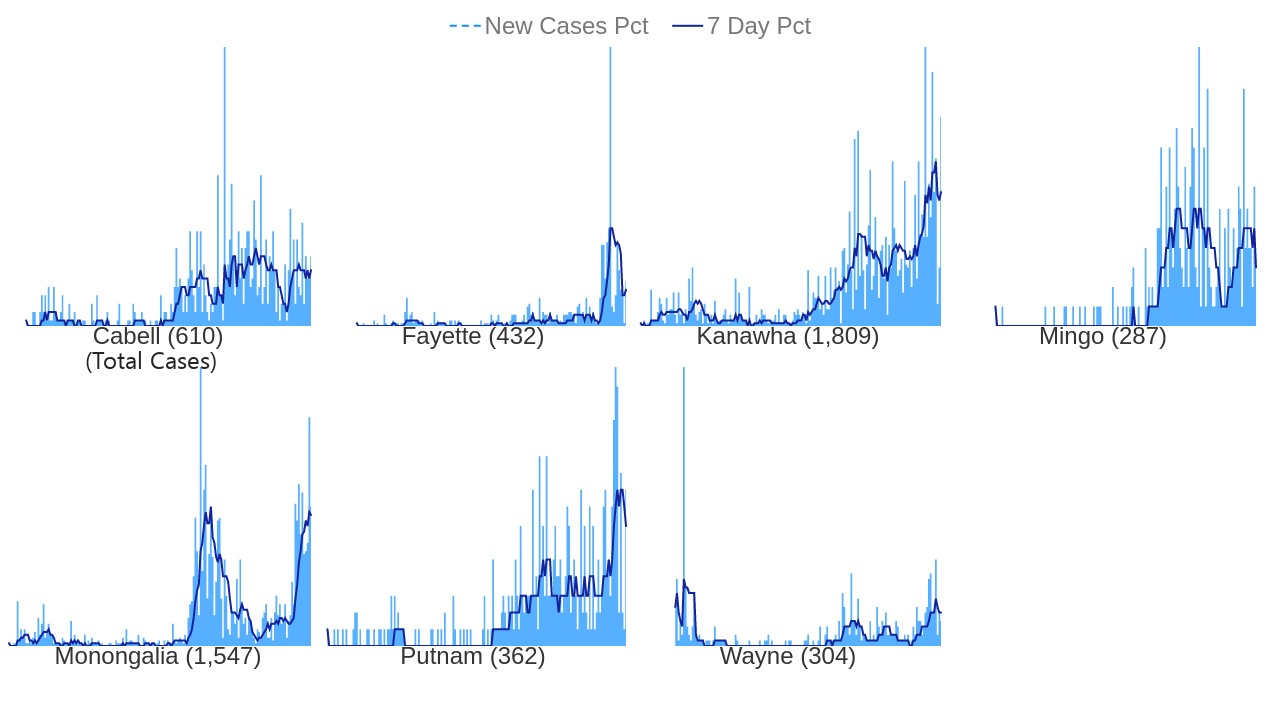 New Cases Pct 7 Day Pct
Cabell (610)
(Total Cases)
Fayette (432)
Kanawha (1,809)
Mingo (287)
Monongalia (1,547)
Putnam (362)
Wayne (304)